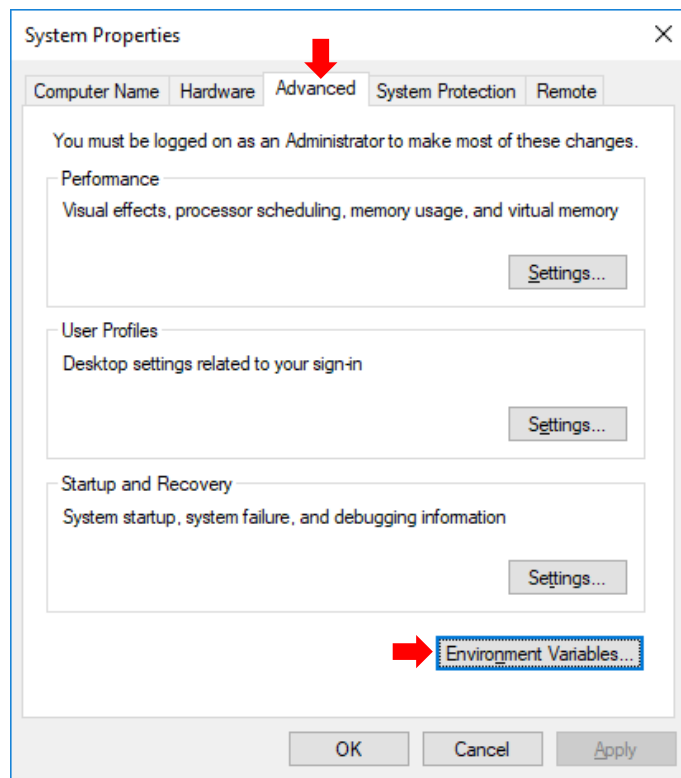 System Properties
Computer Name Hardware Advanced System Protection Remote
You must be logged on as an Administrator to make most of these changes.
Performance
Visual effects, processor scheduling, memory usage, and virtual memory
Settings...
User Profiles
Desktop settings related to your sign-in
Settings...
Startup and Recovery
System startup, system failure, and debugging information
Settings...
Environment Variables...
OK Cancel Apply